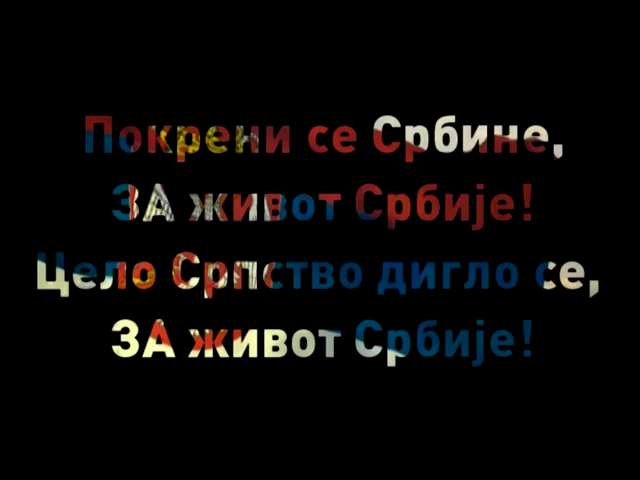 Покрени се Србине,
ЗА живот Србије!
Цело Српство дигло се,
ЗА живот Србије!